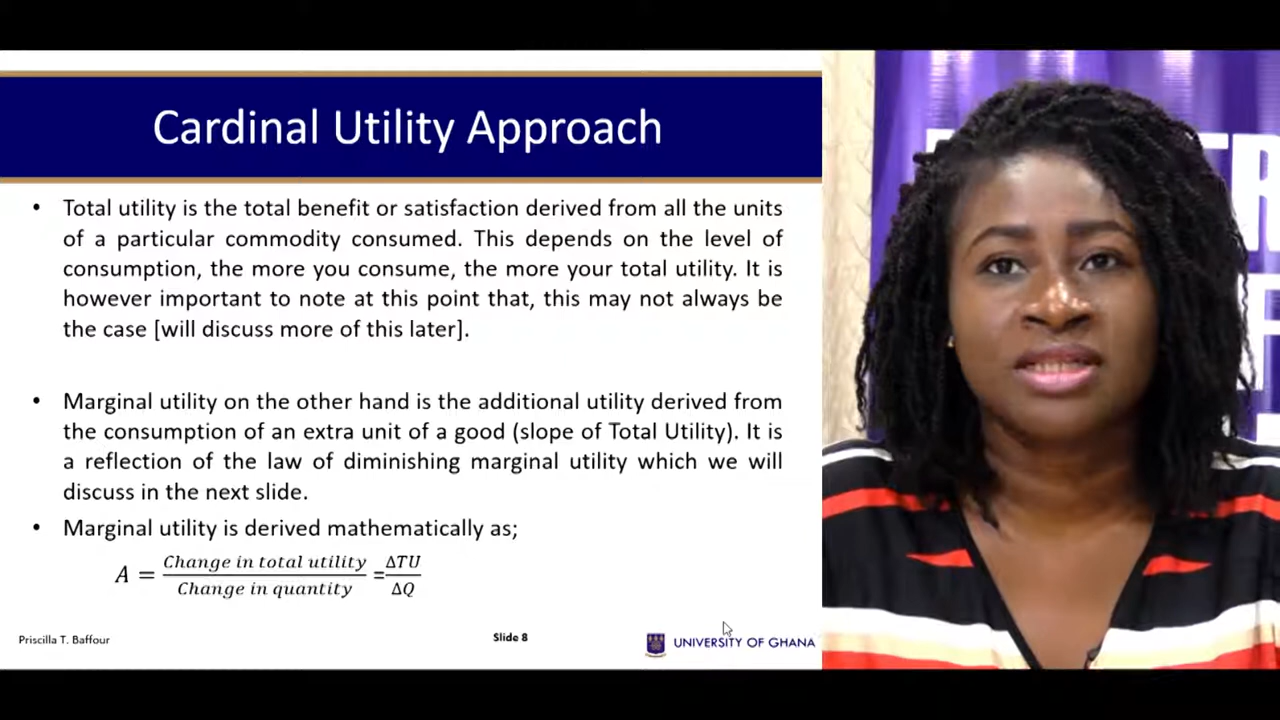 Cardinal Utility Approach
• Total utility is the total benefit or satisfaction derived from all the units
of a particular commodity consumed. This depends on the level of
consumption, the more you consume, the more your total utility. It is
however important to note at this point that, this may not always be
the case [will discuss more of this later].
• Marginal utility on the other hand is the additional utility derived from
the consumption of an extra unit of a good (slope of Total Utility). It is
a reflection of the law of diminishing marginal utility which we will
discuss in the next slide.
• Marginal utility is derived mathematically as;
A = Change in total utility / Change in quantity = ΔTU / ΔQ
Priscilla T. Baffour
Slide 8
UNIVERSITY OF GHANA